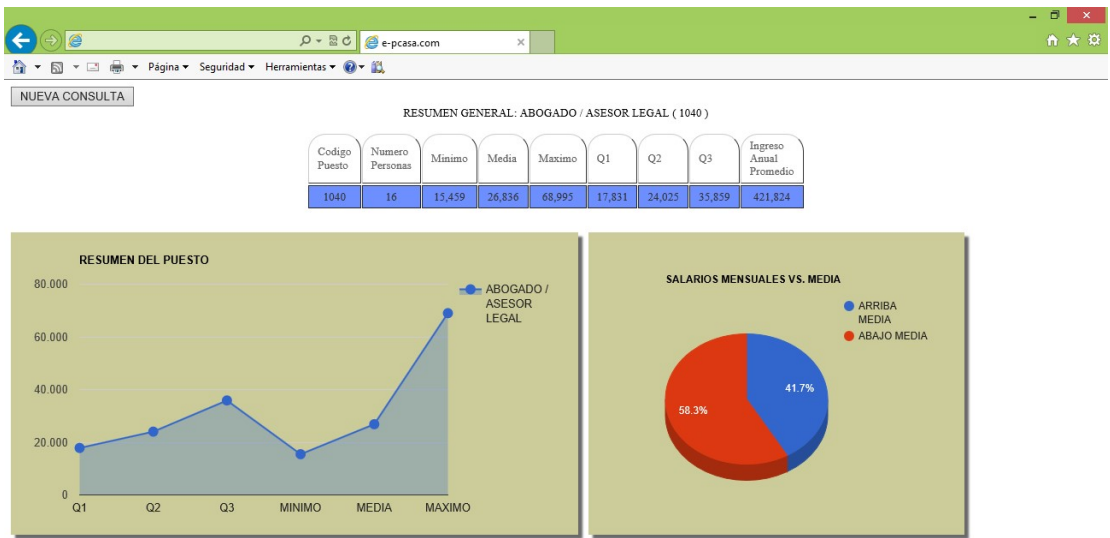 e-pcasa.com
Página Seguridad Herramientas
NUEVA CONSULTA
RESUMEN GENERAL: ABOGADO / ASESOR LEGAL ( 1040 )
Codigo Puesto
Numero Personas
Minimo
Media
Maximo
Q1
Q2
Q3
Ingreso Anual Promedio
1040 16 15,459 26,836 68,995 17,831 24,025 35,859 421,824
RESUMEN DEL PUESTO
80.000
60.000
40.000
20.000
0
Q1 Q2 Q3 MINIMO MEDIA MAXIMO
ABOGADO /
ASESOR
LEGAL
SALARIOS MENSUALES VS. MEDIA
ARRIBA
MEDIA
ABAJO MEDIA
41.7%
58.3%